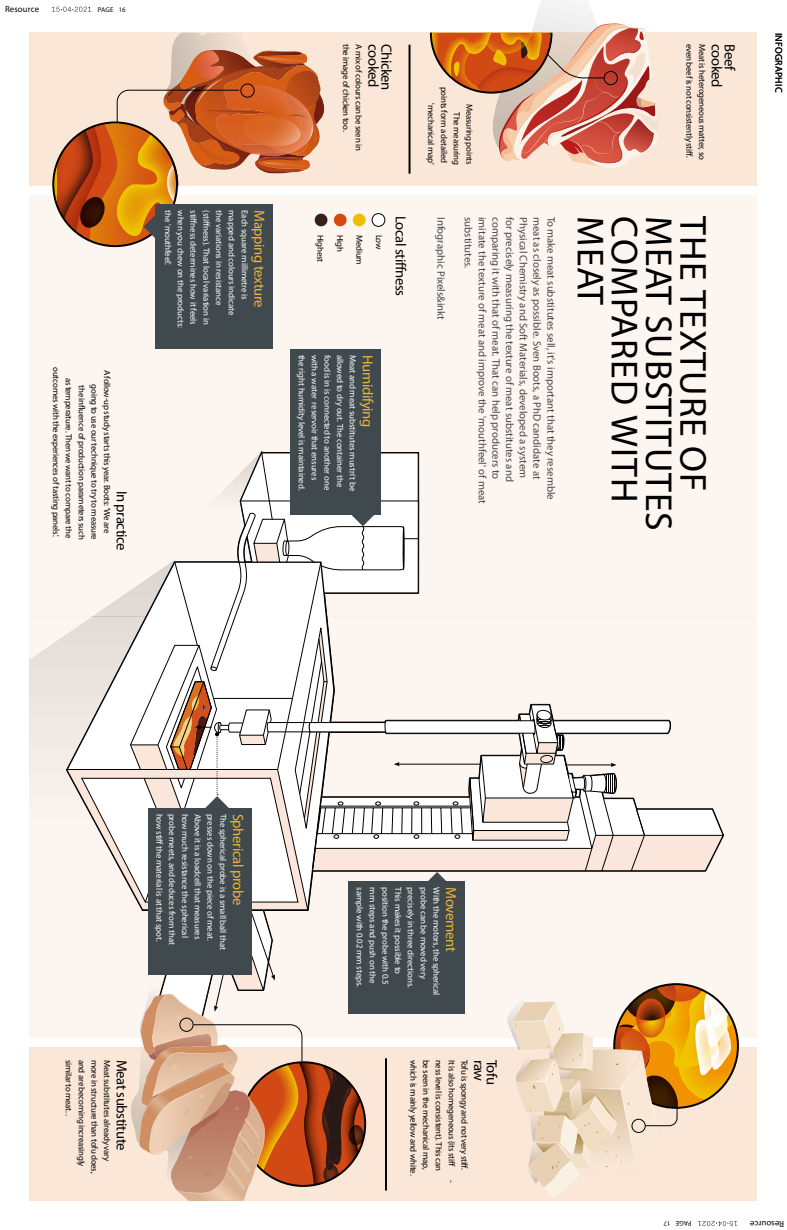 Resource 15•04•2021 PAGE 16
INFOGRAPHIC
THE TEXTURE OF
MEAT SUBSTITUTES
COMPARED WITH
MEAT
To make meat substitutes sell, it's important that they resemble
meat as closely as possible. Sven Boots, a PhD candidate at
Physical Chemistry and Soft Materials, developed a system
for precisely measuring the texture of meat substitutes and
comparing it with that of meat. That can help producers to
imitate the texture of meat and improve the 'mouthfeel' of meat
substitutes.
Infographic Pixels&inkt
Beef
cooked
Meat is heterogeneous matter, so
even beef is not consistently stiff.
Measuring points
The measuring
points form a detailed
'mechanical map'
Chicken
cooked
A mix of colours can be seen in
the image of chicken too.
Local stiffness
Low
Medium
High
Highest
Mapping texture
Each square millimetre is
mapped and colours indicate
the variations in resistance
(stiffness). That local variation in
stiffness determines how it feels
when you chew on the products:
the 'mouthfeel'.
Humidifying
Meat and meat substitutes mustn't be
allowed to dry out. The container the
food is in is connected to another one
with a water reservoir that ensures
the right humidity level is maintained.
In practice
A follow-up study starts this year. Boots: 'We are
going to use our technique to try to measure
the influence of production parameters such
as temperature. Then we want to compare the
outcomes with the experiences of tasting panels.'
Movement
With the motors, the spherical
probe can be moved very
precisely in three directions.
This makes it possible to
position the probe with 0.5
mm steps and push on the
sample with 0.02 mm steps.
Spherical probe
The spherical probe is a small ball that
presses down on the piece of meat.
Above it is a loadcell that measures
how much resistance the spherical
probe meets, and deduces from that
how stiff the material is at that spot.
Tofu
raw
Tofu is spongy and not very stiff.
It is also homogeneous (its stiff -
ness level is consistent). This can
be seen in the mechanical map,
which is mainly yellow and white.
Meat substitute
Meat substitutes already vary
more in structure than tofu does,
and are becoming increasingly
similar to meat..
Resource 15•04•2021 PAGE 17